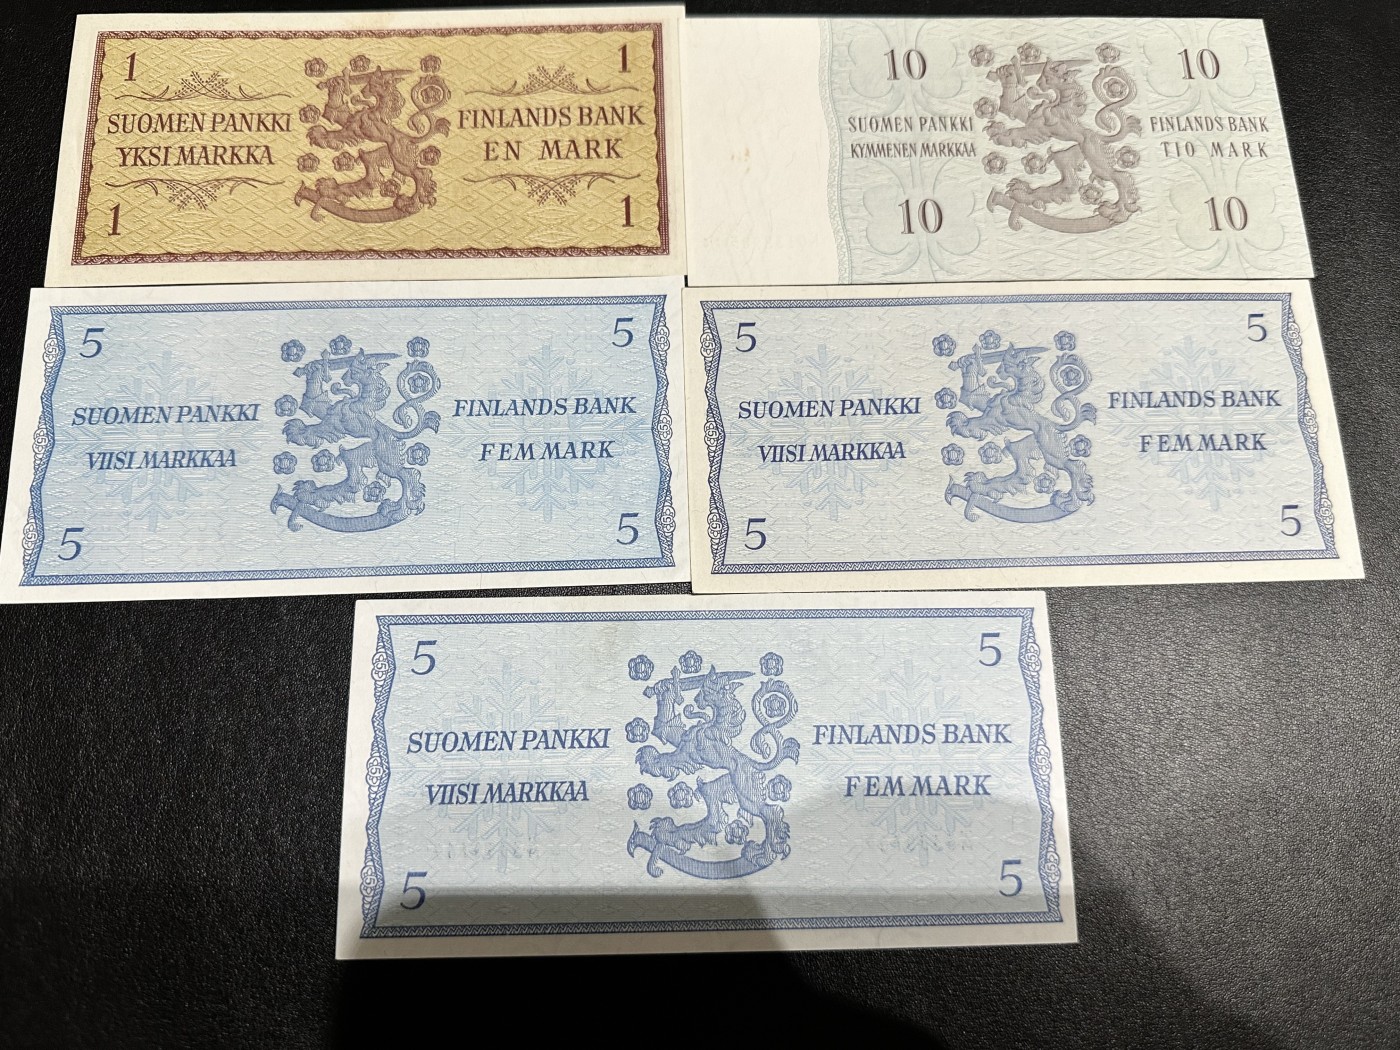 1 1
SUOMEN PANKKI FINLANDS BANK
YKSI MARKKA EN MARK
1 1
10 10
SUOMEN PANKKI FINLANDS BANK
KYMMENEN MARKKAA TIO MARK
10 10
5 5
SUOMEN PANKKI FINLANDS BANK
VIISI MARKKAA FEM MARK
5 5
5 5
SUOMEN PANKKI FINLANDS BANK
VIISI MARKKAA FEM MARK
5 5
5 5
SUOMEN PANKKI FINLANDS BANK
VIISI MARKKAA FEM MARK
5 5